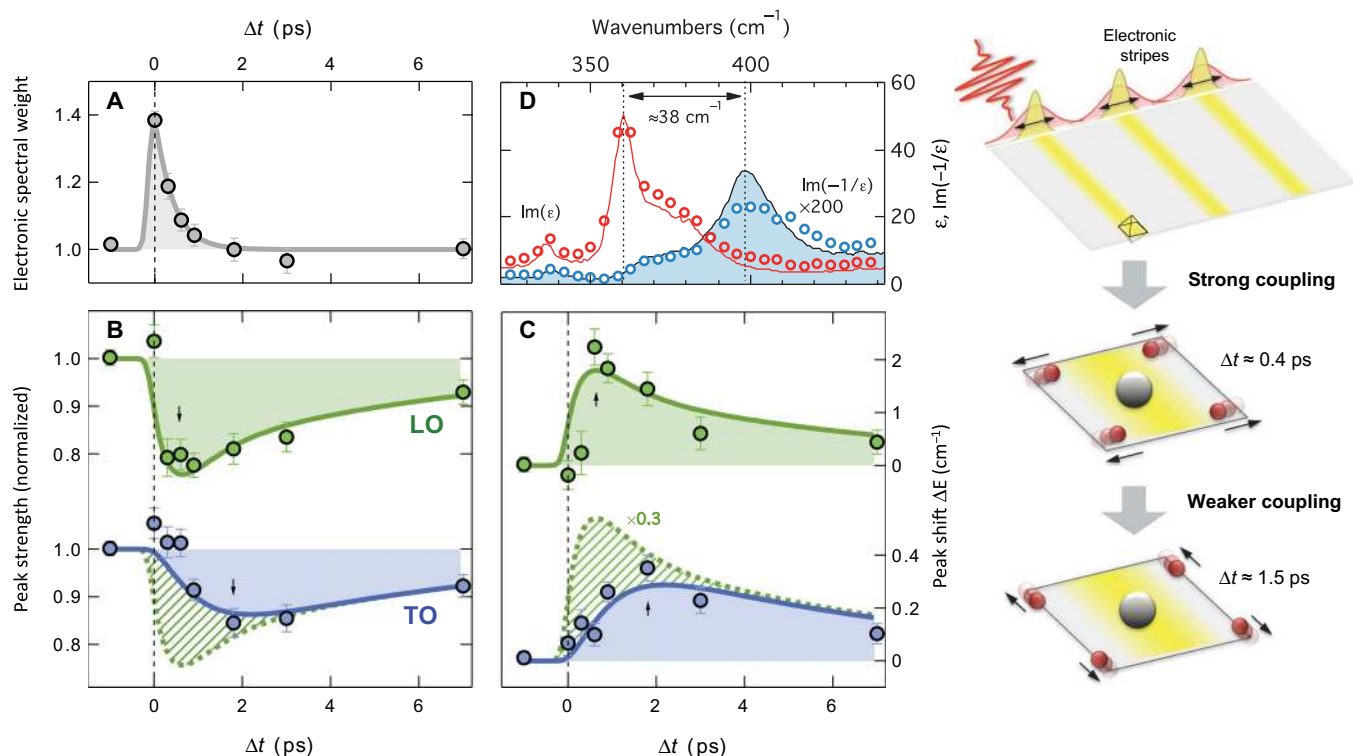 Δt (ps)
0 2 4 6
Electronic spectral weight
1.4
1.2
1.0
A
Wavenumbers (cm⁻¹)
350 400
D
≈38 cm⁻¹
Im(ε)
Im(−1/ε)
×200
60
40
20
0
ε, Im(−1/ε)
Peak strength (normalized)
B
1.0
0.9
0.8
LO
1.0
0.9
0.8
TO
0 2 4 6
Δt (ps)
C
2
1
0
×0.3
0.4
0.2
0
Peak shift ΔE (cm⁻¹)
0 2 4 6
Δt (ps)
Electronic
stripes
Strong coupling
Δt ≈ 0.4 ps
Weaker coupling
Δt ≈ 1.5 ps